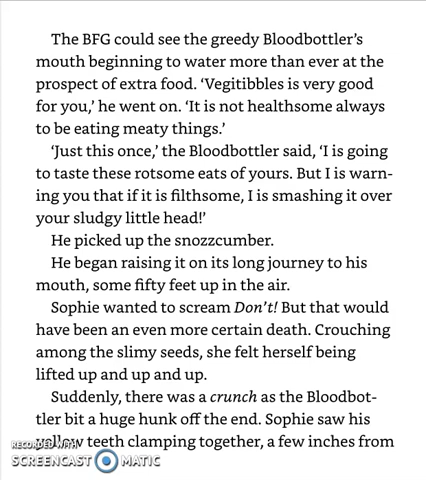 The BFG could see the greedy Bloodbottler’s
mouth beginning to water more than ever at the
prospect of extra food. ‘Vegitibbles is very good
for you,’ he went on. ‘It is not healthsome always
to be eating meaty things.’
‘Just this once,’ the Bloodbottler said, ‘I is going
to taste these rotsome eats of yours. But I is warn-
ing you that if it is filthsome, I is smashing it over
your sludgy little head!’
He picked up the snozzcumber.
He began raising it on its long journey to his
mouth, some fifty feet up in the air.
Sophie wanted to scream Don’t! But that would
have been an even more certain death. Crouching
among the slimy seeds, she felt herself being
lifted up and up and up.
Suddenly, there was a crunch as the Bloodbot-
tler bit a huge hunk off the end. Sophie saw his
yellow teeth clamping together, a few inches from
RECORDED WITH
SCREENCAST MATIC